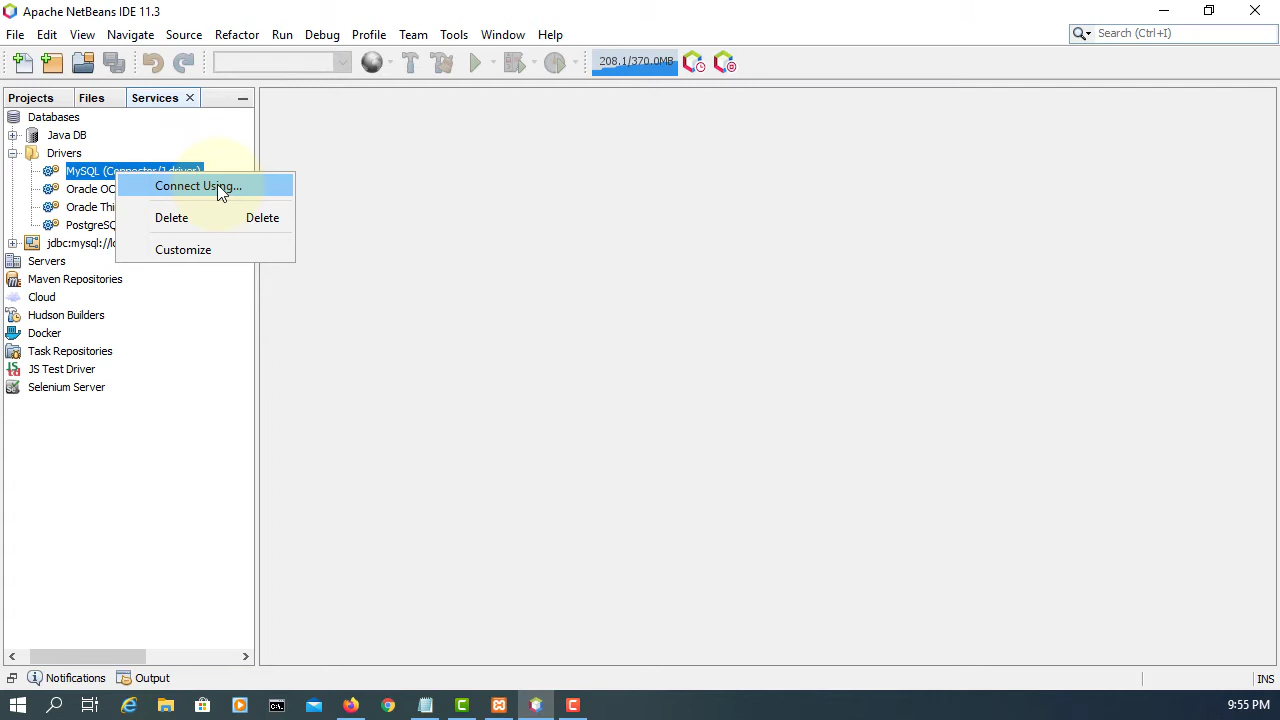 Apache NetBeans IDE 11.3
File Edit View Navigate Source Refactor Run Debug Profile Team Tools Window Help
Search (Ctrl+I)
208.1/370.0MB
Projects Files Services
Databases
Java DB
Drivers
MySQL (Connector/J driver)
Connect Using...
Oracle OC
Oracle Thi
Delete Delete
PostgreSQ
jdbc:mysql://lo
Customize
Servers
Maven Repositories
Cloud
Hudson Builders
Docker
Task Repositories
JS Test Driver
Selenium Server
Notifications Output
INS
9:55 PM